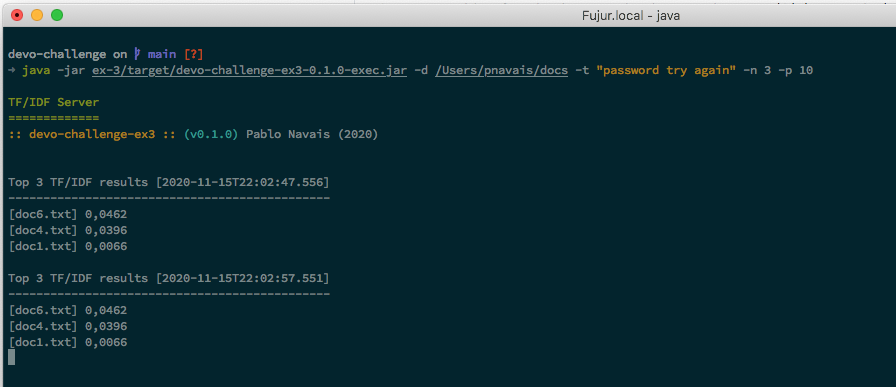 Fujur.local - java
devo-challenge on main [?]
→ java -jar ex-3/target/devo-challenge-ex3-0.1.0-exec.jar -d /Users/pnavais/docs -t "password try again" -n 3 -p 10
TF/IDF Server
=============
:: devo-challenge-ex3 :: (v0.1.0) Pablo Navais (2020)
Top 3 TF/IDF results [2020-11-15T22:02:47.556]
----------------------------------------------
[doc6.txt] 0,0462
[doc4.txt] 0,0396
[doc1.txt] 0,0066
Top 3 TF/IDF results [2020-11-15T22:02:57.551]
----------------------------------------------
[doc6.txt] 0,0462
[doc4.txt] 0,0396
[doc1.txt] 0,0066